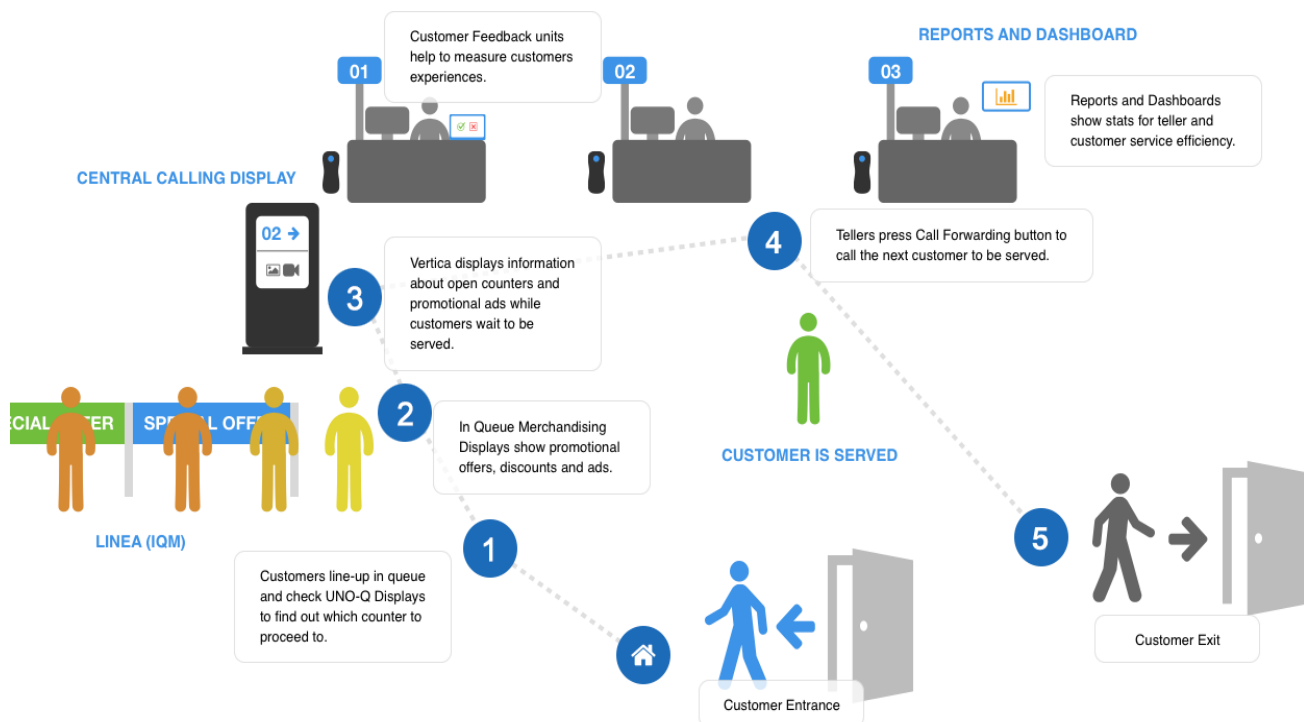 Customer Feedback units
help to measure customers
experiences.
REPORTS AND DASHBOARD
01
02
03
Reports and Dashboards
show stats for teller and
customer service efficiency.
CENTRAL CALLING DISPLAY
02
3
Vertica displays information
about open counters and
promotional ads while
customers wait to be
served.
4
Tellers press Call Forwarding button to
call the next customer to be served.
2
In Queue Merchandising
Displays show promotional
offers, discounts and ads.
CUSTOMER IS SERVED
LINEA (IQM)
1
Customers line-up in queue
and check UNO-Q Displays
to find out which counter to
proceed to.
5
Customer Exit
Customer Entrance